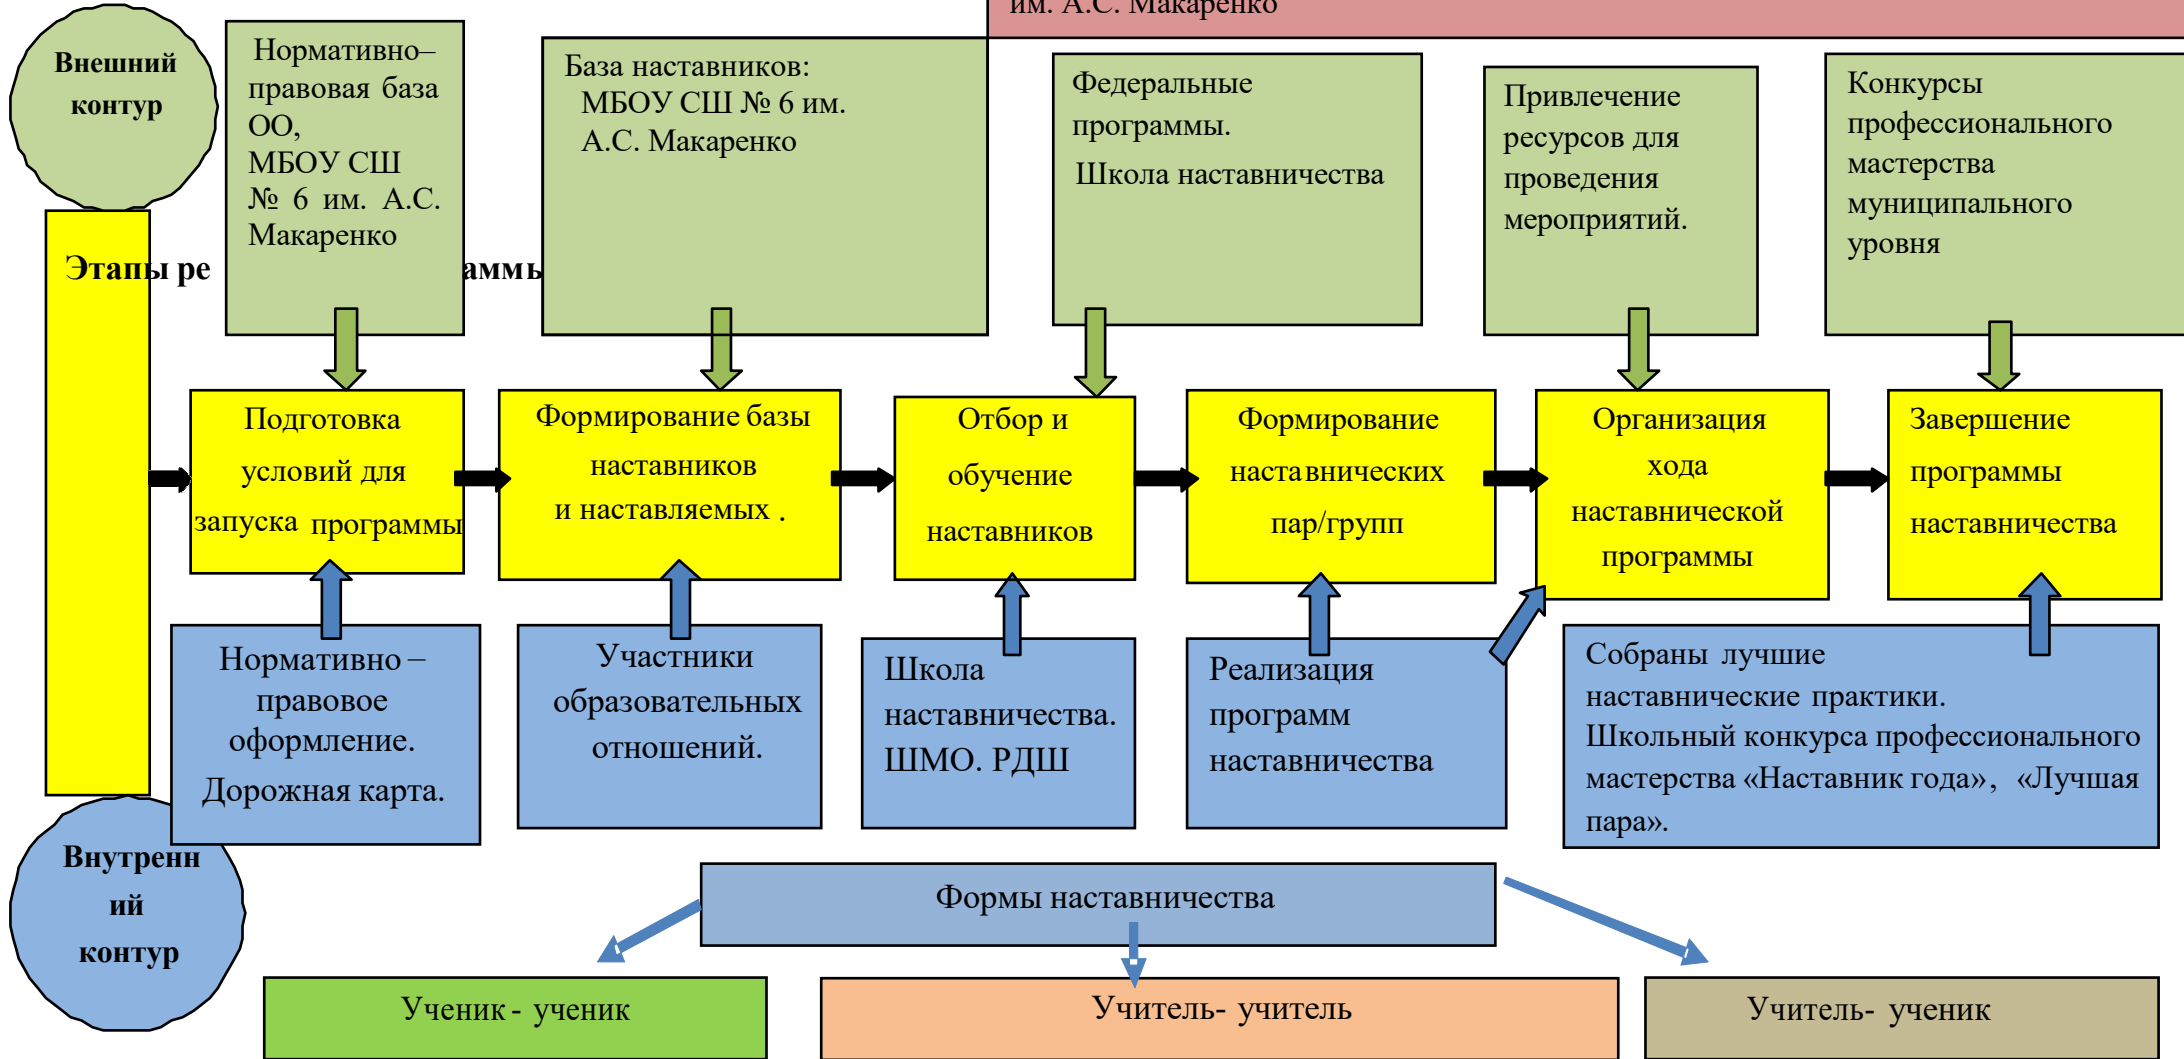 им. А.С. Макаренко
Внешний
контур
Нормативно–
правовая база
ОО,
МБОУ СШ
№ 6 им. А.С.
Макаренко
База наставников:
МБОУ СШ № 6 им.
А.С. Макаренко
Федеральные
программы.
Школа наставничества
Привлечение
ресурсов для
проведения
мероприятий.
Конкурсы
профессионального
мастерства
муниципального
уровня
Этапы ре аммы
Подготовка
условий для
запуска программы
Формирование базы
наставников
и наставляемых .
Отбор и
обучение
наставников
Формирование
наставнических
пар/групп
Организация
хода
наставнической
программы
Завершение
программы
наставничества
Нормативно –
правовое
оформление.
Дорожная карта.
Участники
образовательных
отношений.
Школа
наставничества.
ШМО. РДШ
Реализация
программ
наставничества
Собраны лучшие
наставнические практики.
Школьный конкурса профессионального
мастерства «Наставник года», «Лучшая
пара».
Внутренн
ий
контур
Формы наставничества
Ученик - ученик
Учитель- учитель
Учитель- ученик